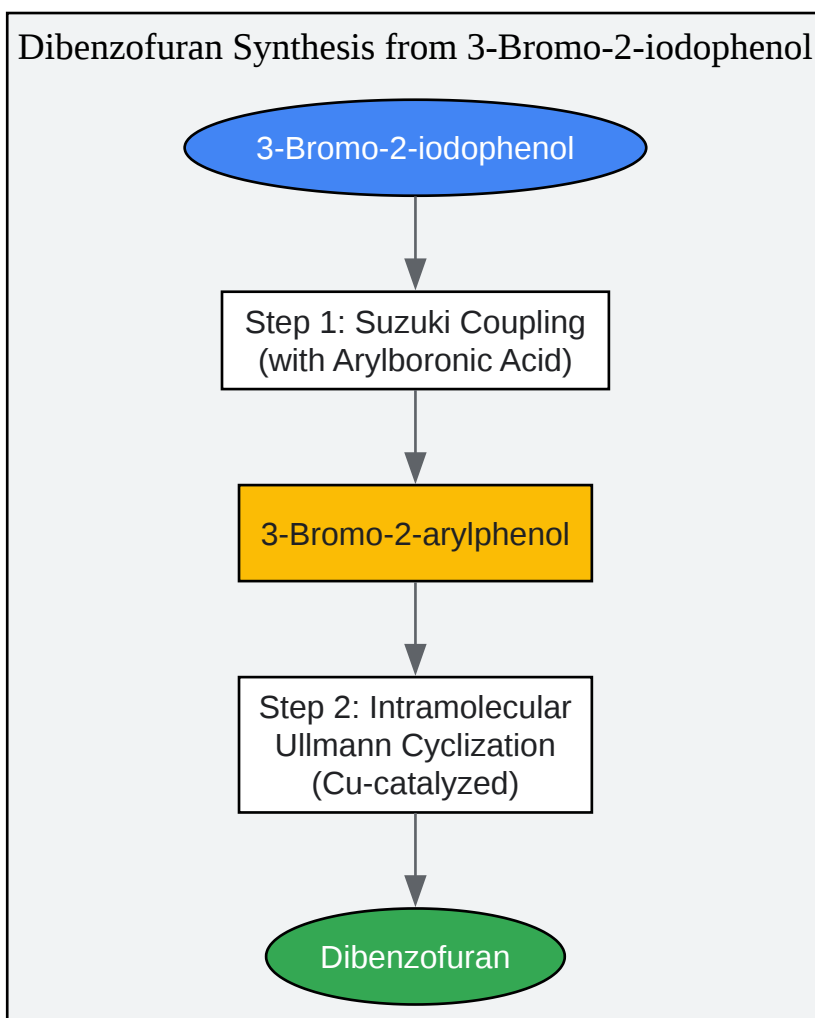 Dibenzofuran Synthesis from 3-Bromo-2-iodophenol
3-Bromo-2-iodophenol
Step 1: Suzuki Coupling
(with Arylboronic Acid)
3-Bromo-2-arylphenol
Step 2: Intramolecular
Ullmann Cyclization
(Cu-catalyzed)
Dibenzofuran